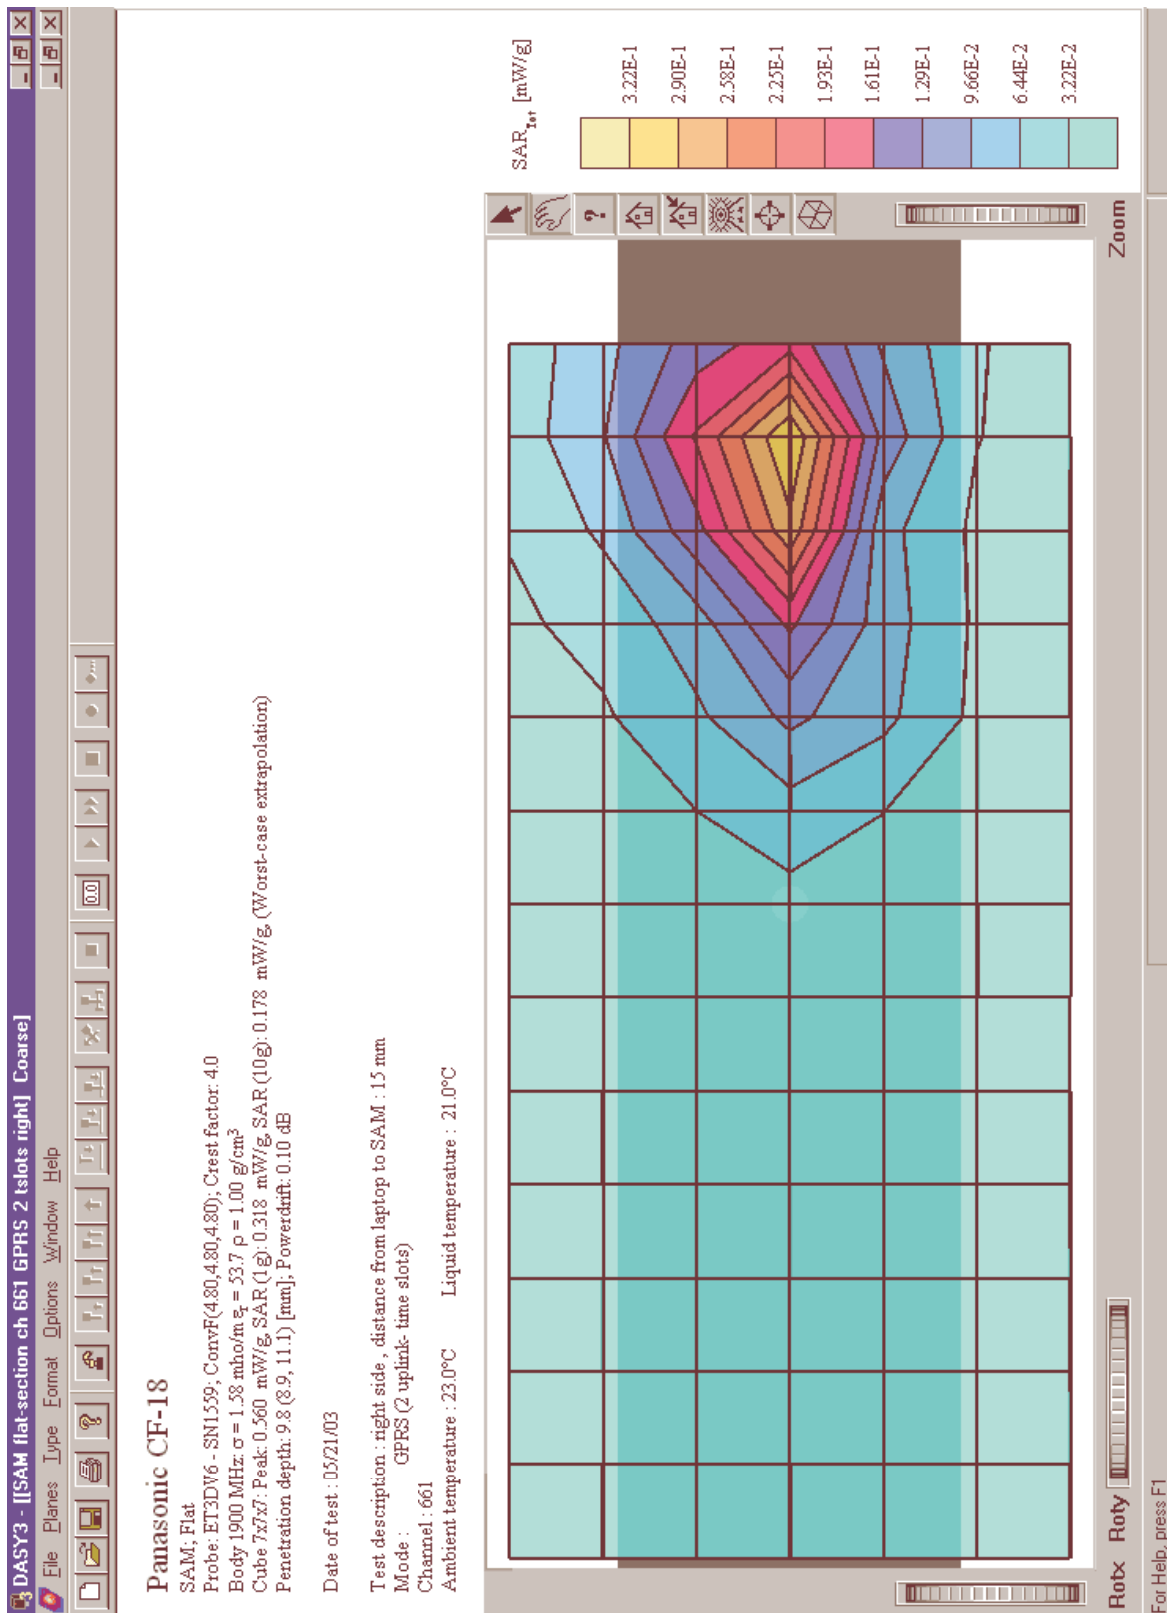 DASY3 - [[SAM flat-section ch 661 GPRS 2 tslots right] Coarse]
File Planes Type Format Options Window Help
0.0
Panasonic CF-18
SAM; Flat
Probe: ET3DV6 - SN1559; ConvF(4.80,4.80,4.80); Crest factor: 4.0
Body 1900 MHz: σ = 1.58 mho/m εr = 53.7 ρ = 1.00 g/cm³
Cube 7x7x7: Peak: 0.560 mW/g, SAR (1g): 0.318 mW/g, SAR (10g): 0.178 mW/g, (Worst-case extrapolation)
Penetration depth: 9.8 (8.9, 11.1) [mm]; Powerdrift: 0.10 dB
Date of test : 05/21/03
Test description : right side , distance from laptop to SAM : 15 mm
Mode : GPRS (2 uplink- time slots)
Channel : 661
Ambient temperature : 23.0°C Liquid temperature : 21.0°C
SARTot [mW/g]
3.22E-1
2.90E-1
2.58E-1
2.25E-1
1.93E-1
1.61E-1
1.29E-1
9.66E-2
6.44E-2
3.22E-2
Rotx Roty Zoom
For Help, press F1